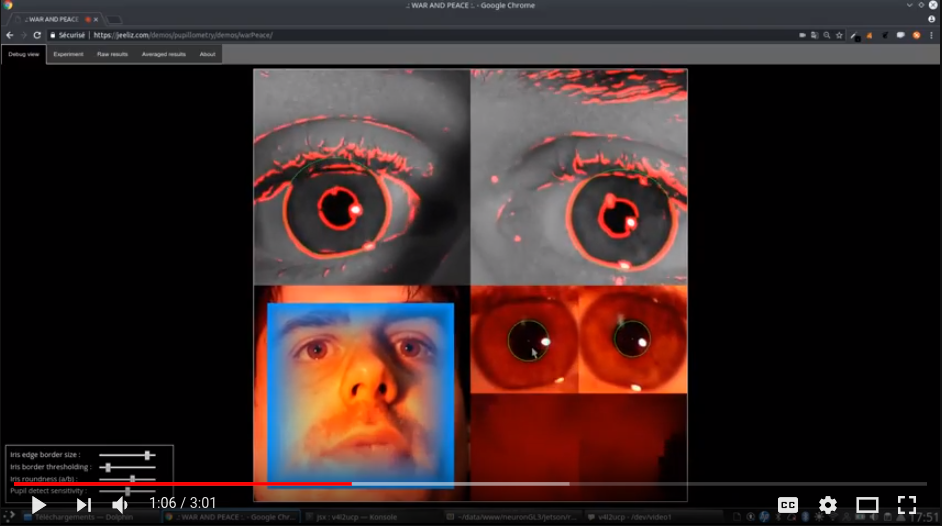 .: WAR AND PEACE :. - Google Chrome
.: WAR AND PEACE
Sécurisé | https://jeeliz.com/demos/pupillometry/demos/warPeace/
Debug view Experiment Raw results Averaged results About
Iris edge border size :
Iris border thresholding :
Iris roundness (a/b) :
Pupil detect sensitivity :
1:06 / 3:01
CC
Téléchargements — Dolphin .: WAR AND PEACE :. - Google Chr... jsx : v4l2ucp — Konsole ~/data/www/neuronGL3/jetson/r... v4l2ucp - /dev/video1 17:51